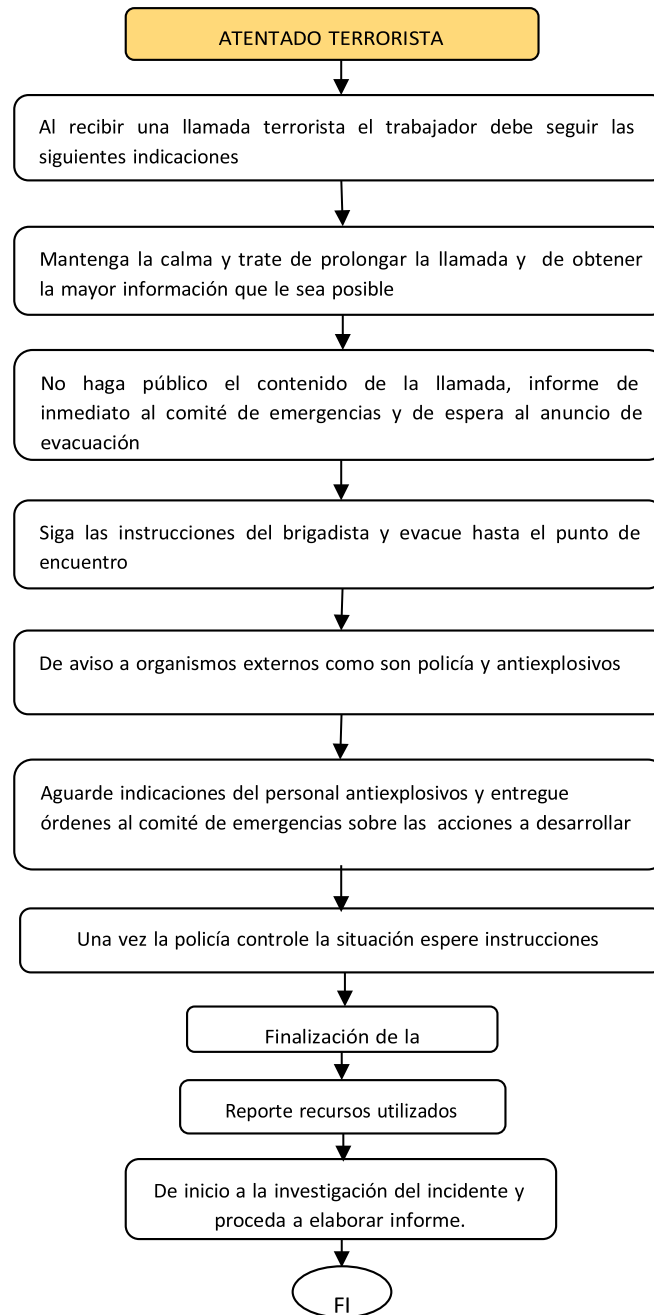 ATENTADO TERRORISTA
Al recibir una llamada terrorista el trabajador debe seguir las
siguientes indicaciones
Mantenga la calma y trate de prolongar la llamada y de obtener
la mayor información que le sea posible
No haga público el contenido de la llamada, informe de
inmediato al comité de emergencias y de espera al anuncio de
evacuación
Siga las instrucciones del brigadista y evacue hasta el punto de
encuentro
De aviso a organismos externos como son policía y antiexplosivos
Aguarde indicaciones del personal antiexplosivos y entregue
órdenes al comité de emergencias sobre las acciones a desarrollar
Una vez la policía controle la situación espere instrucciones
Finalización de la
Reporte recursos utilizados
De inicio a la investigación del incidente y
proceda a elaborar informe.
FI